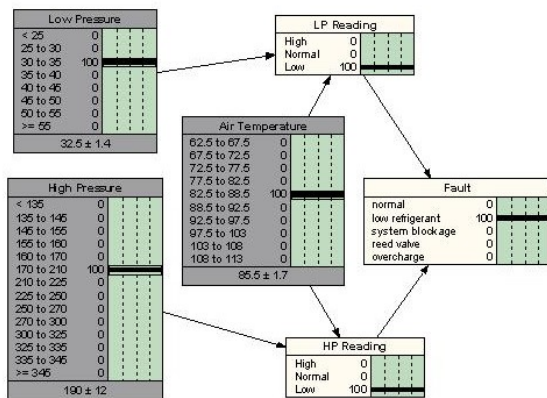 Low Pressure
< 25 0
25 to 30 0
30 to 35 100
35 to 40 0
40 to 45 0
45 to 50 0
50 to 55 0
>= 55 0
32.5 ± 1.4
LP Reading
High 0
Normal 0
Low 100
Air Temperature
62.5 to 67.5 0
67.5 to 72.5 0
72.5 to 77.5 0
77.5 to 82.5 0
82.5 to 88.5 100
88.5 to 92.5 0
92.5 to 97.5 0
97.5 to 103 0
103 to 108 0
108 to 113 0
85.5 ± 1.7
High Pressure
< 135 0
135 to 145 0
145 to 155 0
155 to 160 0
160 to 170 0
170 to 210 100
210 to 225 0
225 to 250 0
250 to 270 0
270 to 300 0
300 to 325 0
325 to 335 0
335 to 345 0
>= 345 0
190 ± 12
Fault
normal 0
low refrigerant 100
system blockage 0
reed valve 0
overcharge 0
HP Reading
High 0
Normal 0
Low 100